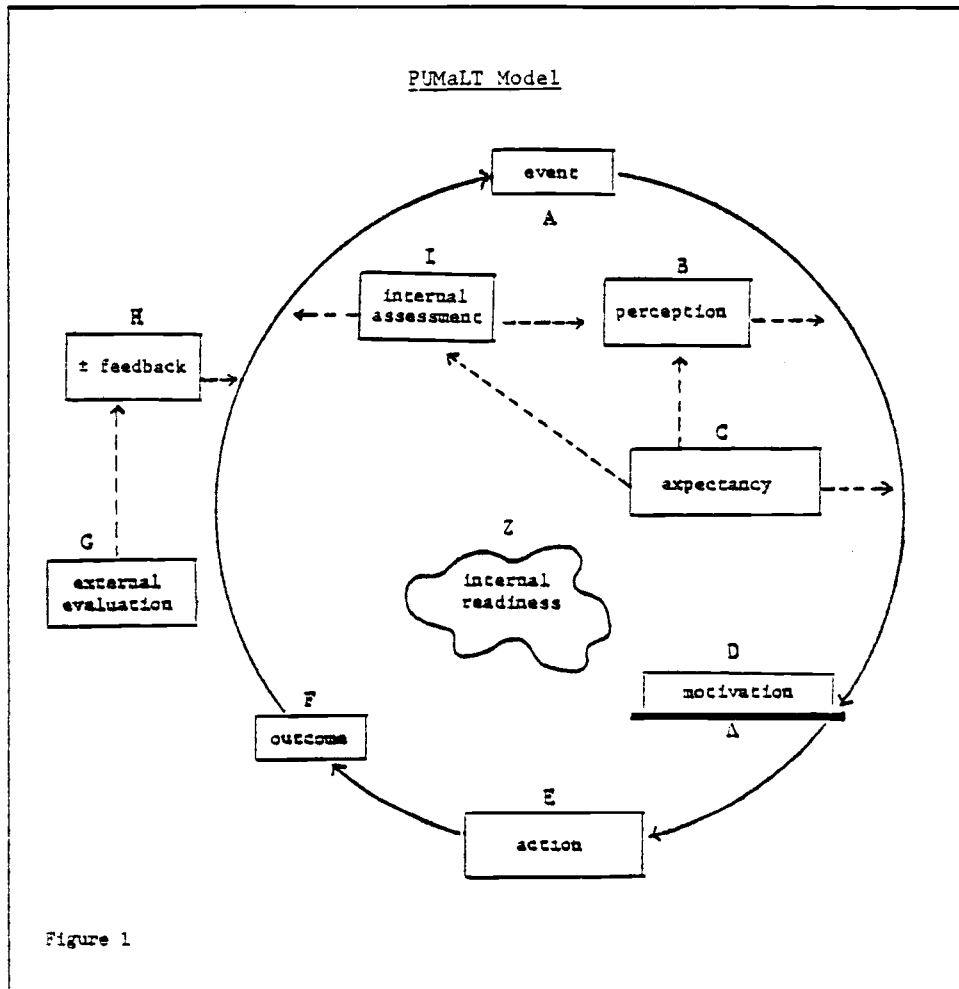 PUMaLT Model
event
A
I
internal
assessment
B
perception
H
± feedback
C
expectancy
G
external
evaluation
Z
internal
readiness
D
motivation
Δ
F
outcome
E
action
Figure 1